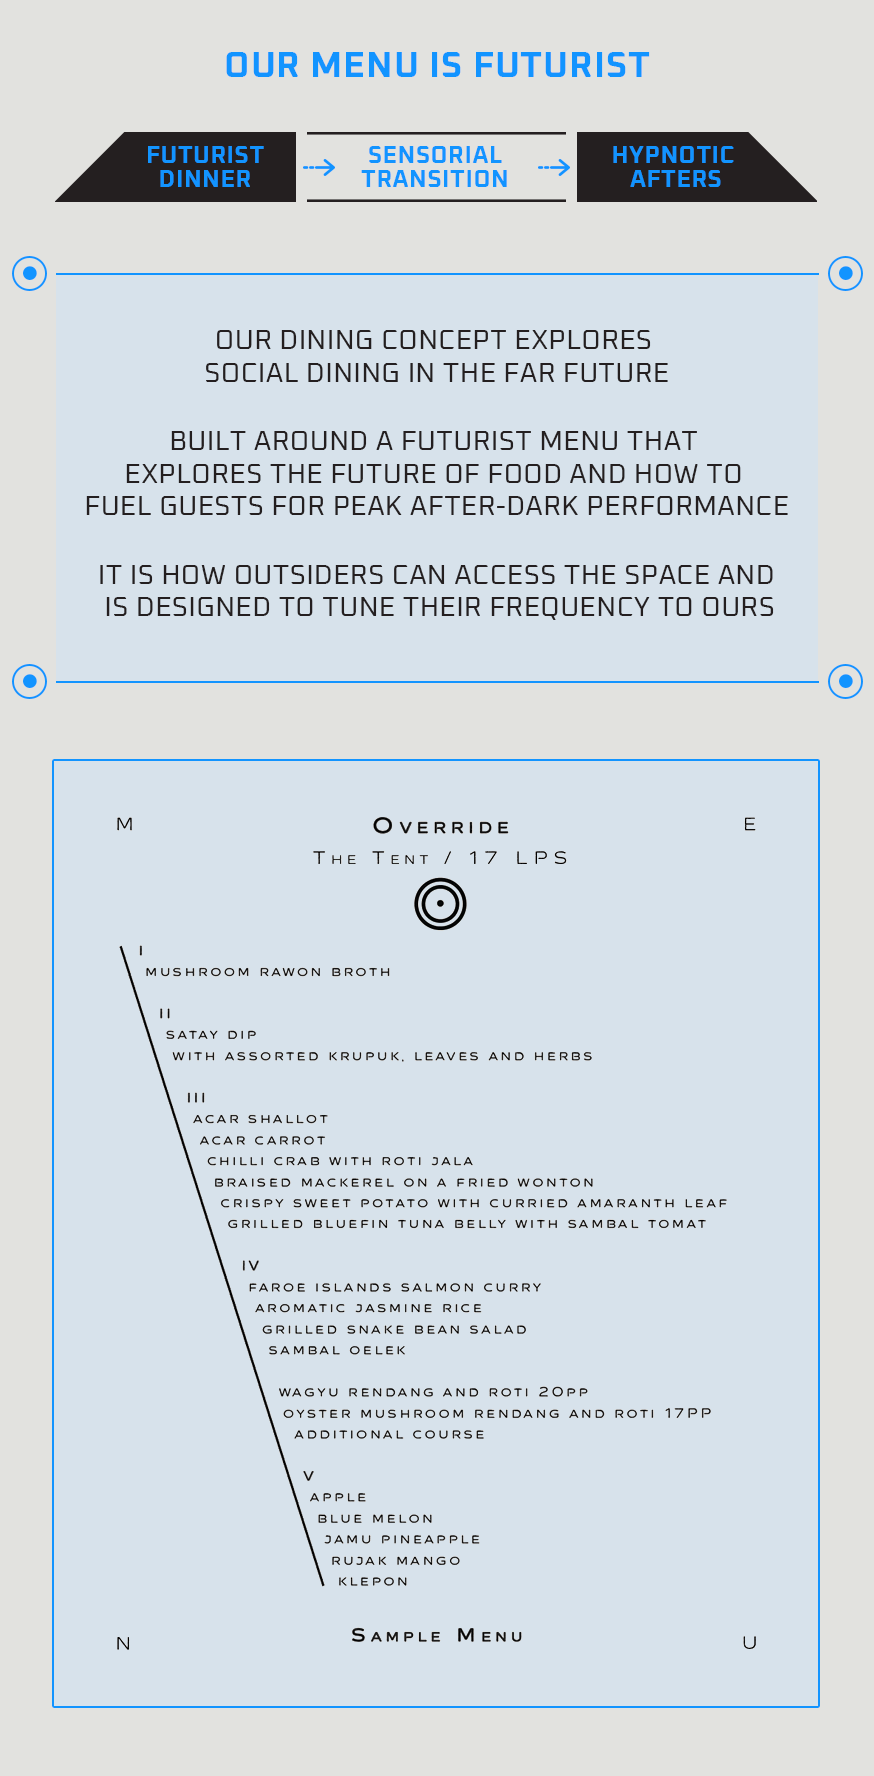 OUR MENU IS FUTURIST
FUTURIST
DINNER
SENSORIAL
TRANSITION
HYPNOTIC
AFTERS
OUR DINING CONCEPT EXPLORES
SOCIAL DINING IN THE FAR FUTURE
BUILT AROUND A FUTURIST MENU THAT
EXPLORES THE FUTURE OF FOOD AND HOW TO
FUEL GUESTS FOR PEAK AFTER-DARK PERFORMANCE
IT IS HOW OUTSIDERS CAN ACCESS THE SPACE AND
IS DESIGNED TO TUNE THEIR FREQUENCY TO OURS
M
OVERRIDE
E
THE TENT / 17 LPS
I
MUSHROOM RAWON BROTH
II
SATAY DIP
WITH ASSORTED KRUPUK, LEAVES AND HERBS
III
ACAR SHALLOT
ACAR CARROT
CHILLI CRAB WITH ROTI JALA
BRAISED MACKEREL ON A FRIED WONTON
CRISPY SWEET POTATO WITH CURRIED AMARANTH LEAF
GRILLED BLUEFIN TUNA BELLY WITH SAMBAL TOMAT
IV
FAROE ISLANDS SALMON CURRY
AROMATIC JASMINE RICE
GRILLED SNAKE BEAN SALAD
SAMBAL OELEK
WAGYU RENDANG AND ROTI 20PP
OYSTER MUSHROOM RENDANG AND ROTI 17PP
ADDITIONAL COURSE
V
APPLE
BLUE MELON
JAMU PINEAPPLE
RUJAK MANGO
KLEPON
N
SAMPLE MENU
U